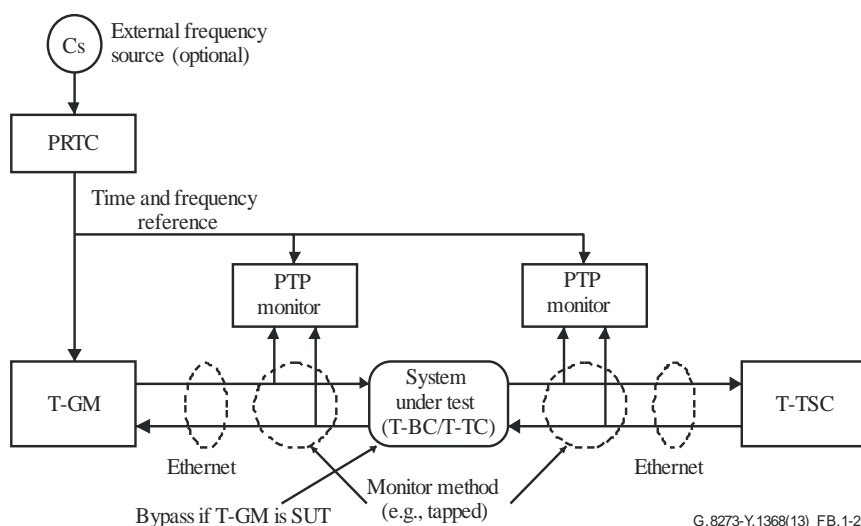 Cs
External frequency
source (optional)
PRTC
Time and frequency
reference
PTP
monitor
PTP
monitor
T-GM
System
under test
(T-BC/T-TC)
T-TSC
Ethernet
Ethernet
Monitor method
(e.g., tapped)
Bypass if T-GM is SUT
G.8273-Y.1368(13)_FB.1-2